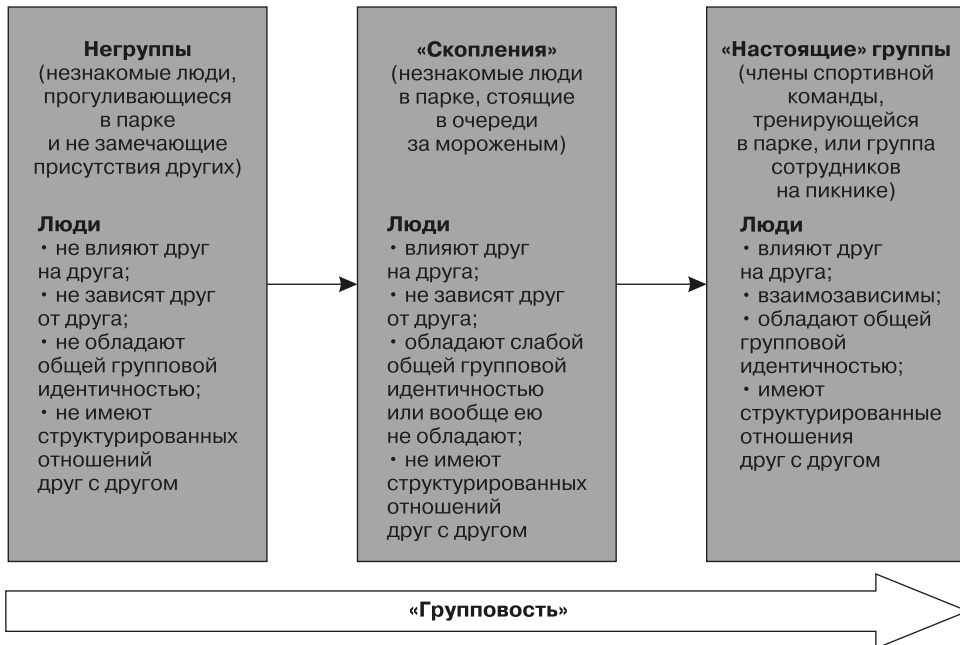 Негруппы
(незнакомые люди,
прогуливающиеся
в парке
и не замечающие
присутствия других)
Люди
· не влияют друг
на друга;
· не зависят друг
от друга;
· не обладают
общей групповой
идентичностью;
· не имеют
структурированных
отношений
друг с другом
«Скопления»
(незнакомые люди
в парке, стоящие
в очереди
за мороженым)
Люди
· влияют друг
на друга;
· не зависят друг
от друга;
· обладают слабой
общей групповой
идентичностью
или вообще ею
не обладают;
· не имеют
структурированных
отношений
друг с другом
«Настоящие» группы
(члены спортивной
команды,
тренирующейся
в парке, или группа
сотрудников
на пикнике)
Люди
· влияют друг
на друга;
· взаимозависимы;
· обладают общей
групповой
идентичностью;
· имеют
структурированные
отношения
друг с другом
«Групповость»